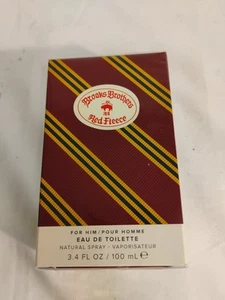 Brooks Brothers
Red Fleece
FOR HIM / POUR HOMME
EAU DE TOILETTE
NATURAL SPRAY · VAPORISATEUR
3.4 FL OZ / 100 mL ℮